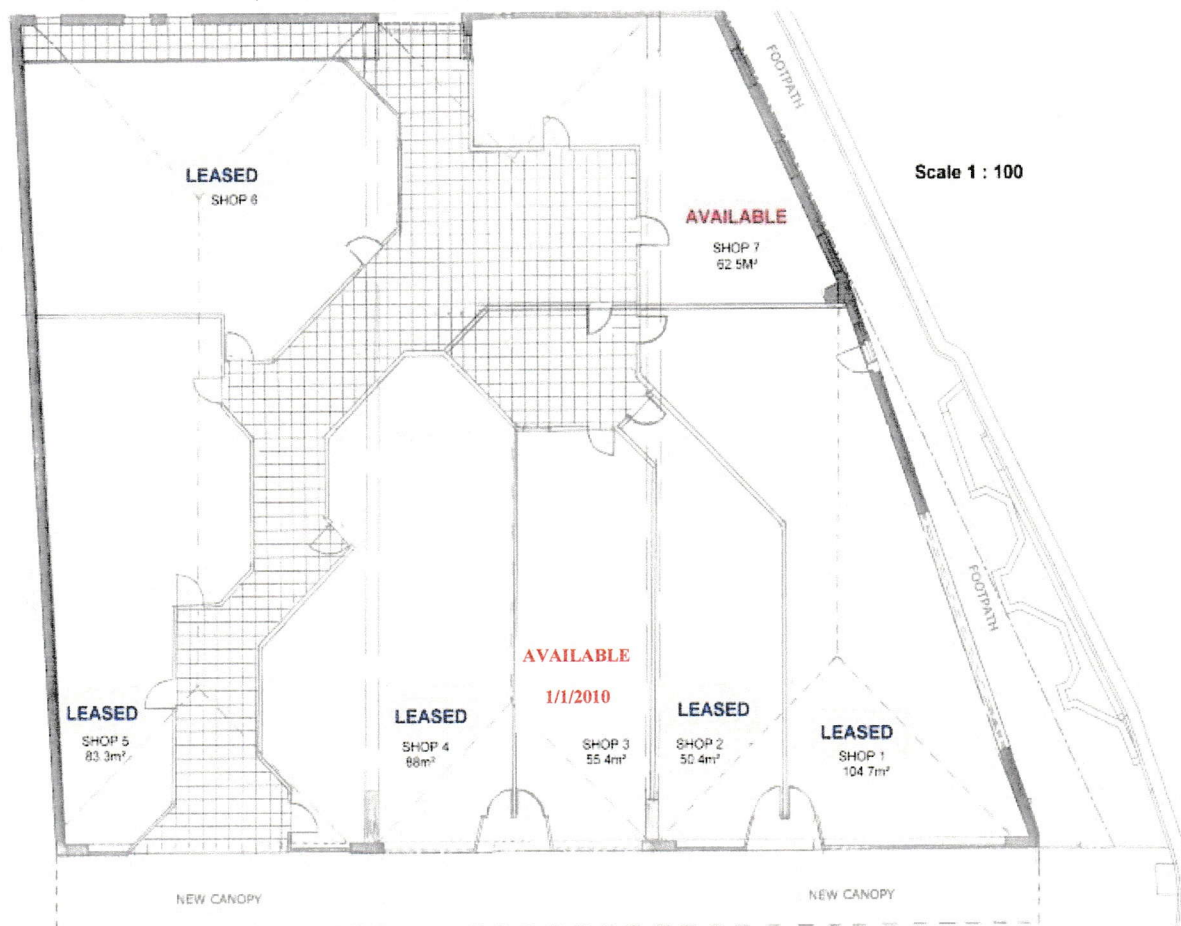 FOOTPATH
LEASED
SHOP 6
Scale 1 : 100
AVAILABLE
SHOP 7
62.5M²
FOOTPATH
AVAILABLE
1/1/2010
LEASED
SHOP 5
83.3m²
LEASED
SHOP 4
88m²
SHOP 3
55.4m²
LEASED
SHOP 2
50.4m²
LEASED
SHOP 1
104.7m²
NEW CANOPY
NEW CANOPY